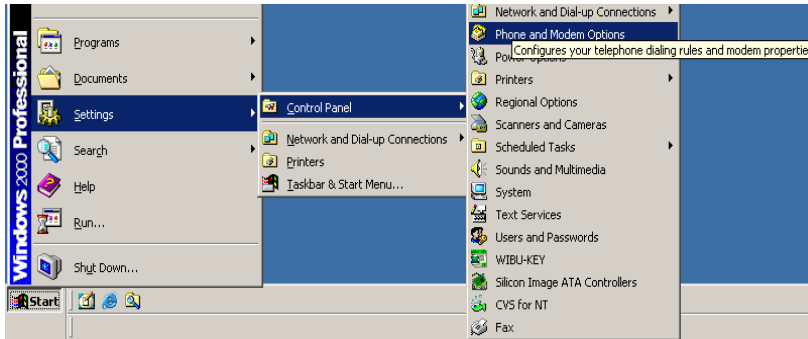 Windows 2000 Professional
Programs
Documents
Settings
Search
Help
Run...
Shut Down...
Start
Control Panel
Network and Dial-up Connections
Printers
Taskbar & Start Menu...
Network and Dial-up Connections
Phone and Modem Options
Configures your telephone dialing rules and modem propertie
Power Options
Printers
Regional Options
Scanners and Cameras
Scheduled Tasks
Sounds and Multimedia
System
Text Services
Users and Passwords
WIBU-KEY
Silicon Image ATA Controllers
CVS for NT
Fax